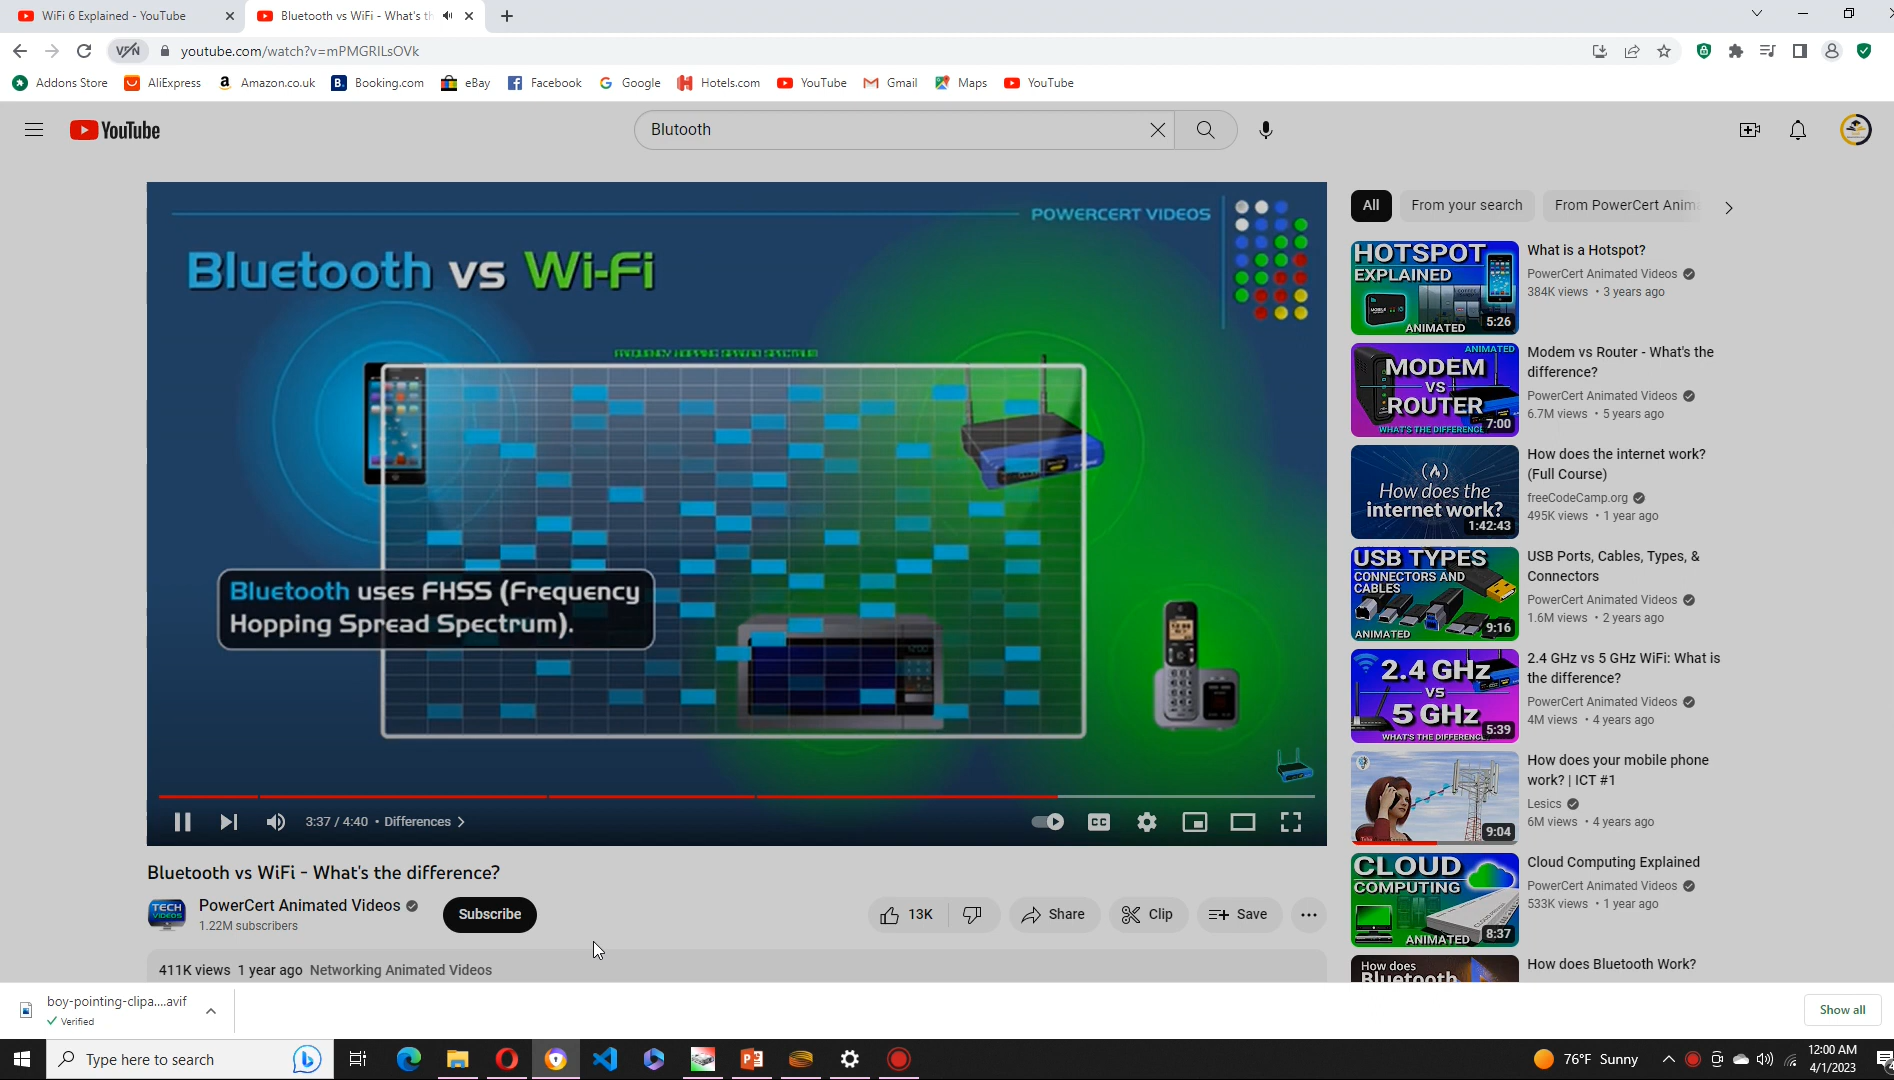 WiFi 6 Explained - YouTube
Bluetooth vs WiFi - What's th
VPN
youtube.com/watch?v=mPMGRILsOVk
Addons Store
AliExpress
Amazon.co.uk
Booking.com
eBay
Facebook
Google
Hotels.com
YouTube
Gmail
Maps
YouTube
YouTube
Blutooth
POWERCERT VIDEOS
Bluetooth vs Wi-Fi
FREQUENCY HOPPING SPREAD SPECTRUM
Bluetooth uses FHSS (Frequency
Hopping Spread Spectrum).
3:37 / 4:40 • Differences
CC
Bluetooth vs WiFi - What's the difference?
TECH
VIDEOS
PowerCert Animated Videos
1.22M subscribers
Subscribe
13K
Share
Clip
Save
411K views 1 year ago Networking Animated Videos
All
From your search
From PowerCert Anima
HOTSPOT
EXPLAINED
ANIMATED
5:26
What is a Hotspot?
PowerCert Animated Videos
384K views • 3 years ago
ANIMATED
MODEM
VS
ROUTER
WHAT'S THE DIFFERENCE
7:00
Modem vs Router - What's the
difference?
PowerCert Animated Videos
6.7M views • 5 years ago
How does the
internet work?
1:42:43
How does the internet work?
(Full Course)
freeCodeCamp.org
495K views • 1 year ago
USB TYPES
CONNECTORS AND
CABLES
ANIMATED
9:16
USB Ports, Cables, Types, &
Connectors
PowerCert Animated Videos
1.6M views • 2 years ago
2.4 GHz
VS
5 GHz
WHAT'S THE DIFFERENCE
5:39
2.4 GHz vs 5 GHz WiFi: What is
the difference?
PowerCert Animated Videos
4M views • 4 years ago
9:04
How does your mobile phone
work? | ICT #1
Lesics
6M views • 4 years ago
CLOUD
COMPUTING
ANIMATED
8:37
Cloud Computing Explained
PowerCert Animated Videos
533K views • 1 year ago
How does
Bluetooth
How does Bluetooth Work?
boy-pointing-clipa....avif
Verified
Show all
Type here to search
76°F Sunny
12:00 AM
4/1/2023